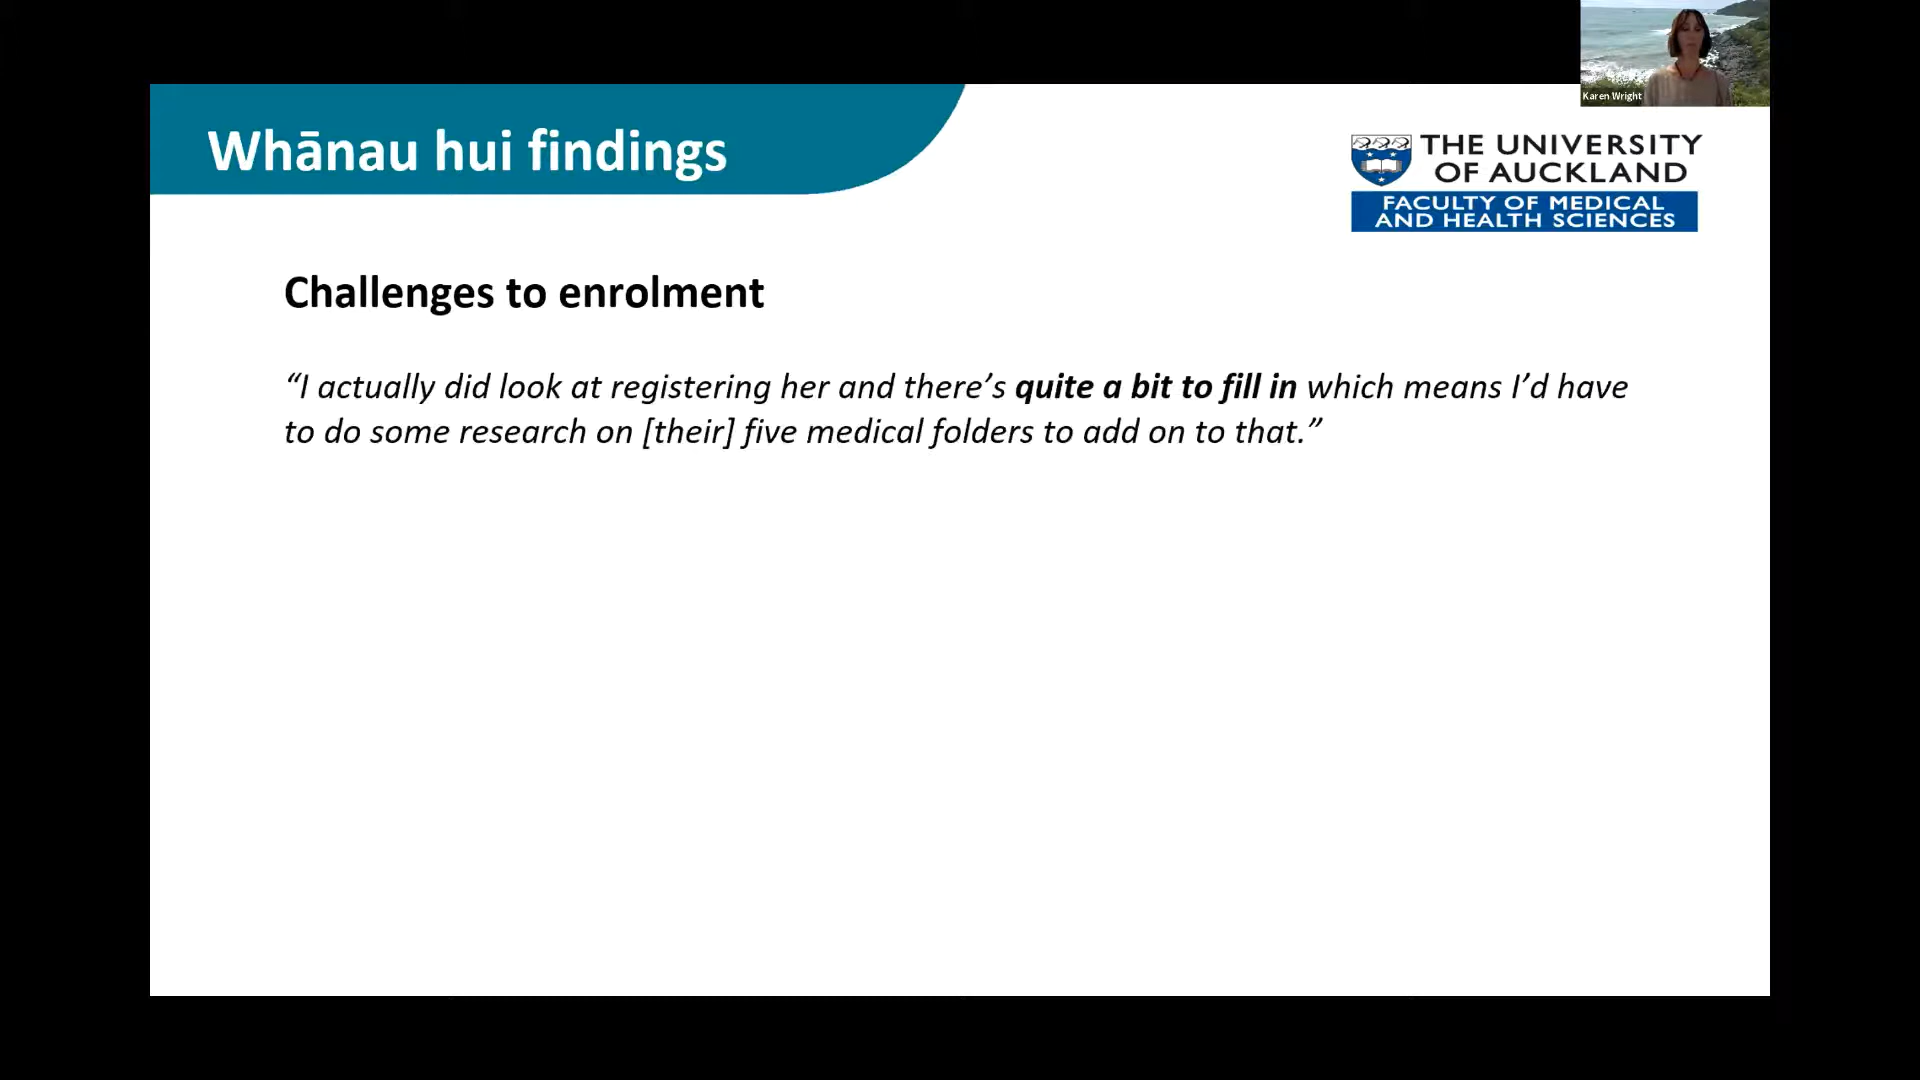 Karen Wright
Whānau hui findings
THE UNIVERSITY
OF AUCKLAND
FACULTY OF MEDICAL
AND HEALTH SCIENCES
Challenges to enrolment
“I actually did look at registering her and there’s quite a bit to fill in which means I’d have
to do some research on [their] five medical folders to add on to that.”